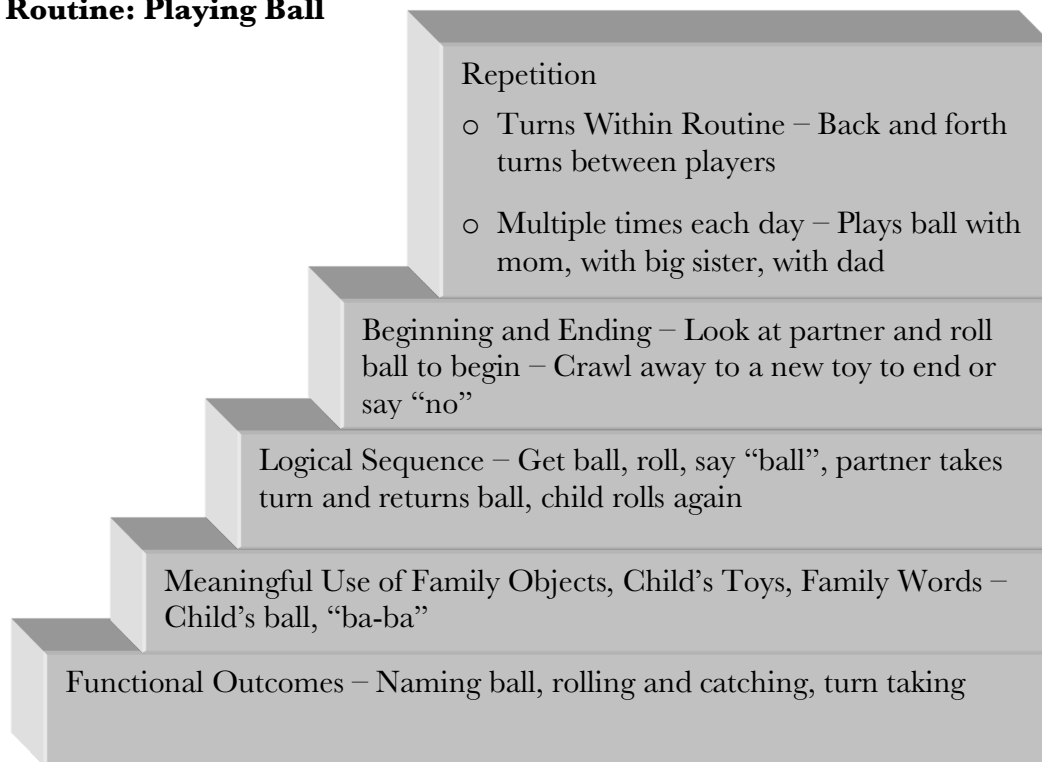 Routine: Playing Ball
Repetition
o Turns Within Routine – Back and forth
turns between players
o Multiple times each day – Plays ball with
mom, with big sister, with dad
Beginning and Ending – Look at partner and roll
ball to begin – Crawl away to a new toy to end or
say “no”
Logical Sequence – Get ball, roll, say “ball”, partner takes
turn and returns ball, child rolls again
Meaningful Use of Family Objects, Child’s Toys, Family Words –
Child’s ball, “ba-ba”
Functional Outcomes – Naming ball, rolling and catching, turn taking